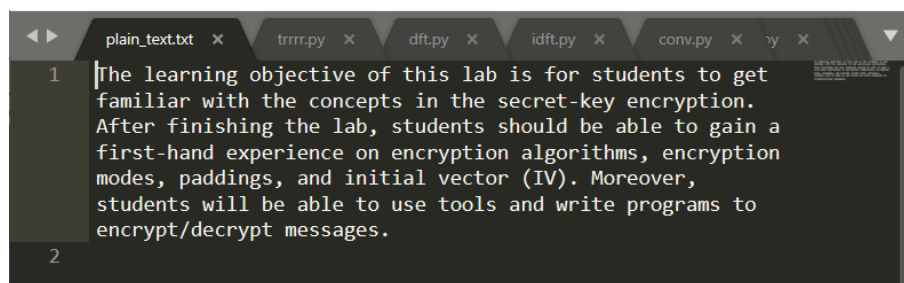 plain_text.txt × trrrr.py × dft.py × idft.py × conv.py × py ×
1 The learning objective of this lab is for students to get
familiar with the concepts in the secret-key encryption.
After finishing the lab, students should be able to gain a
first-hand experience on encryption algorithms, encryption
modes, paddings, and initial vector (IV). Moreover,
students will be able to use tools and write programs to
encrypt/decrypt messages.
2